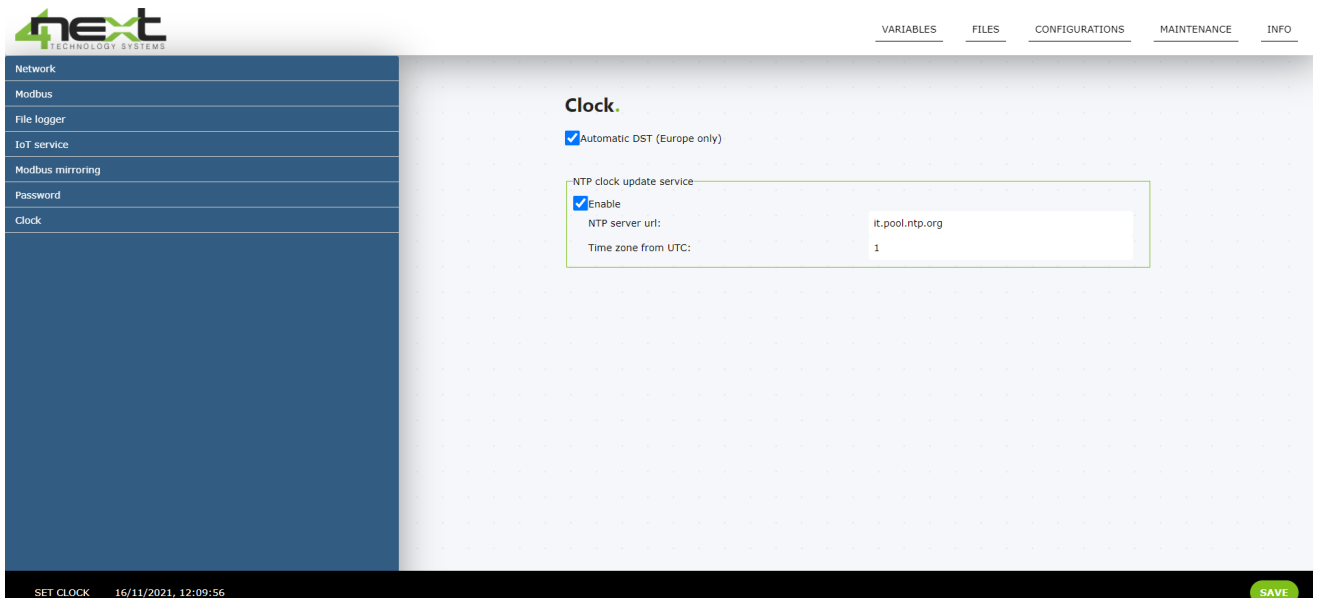 4next
TECHNOLOGY SYSTEMS
VARIABLES FILES CONFIGURATIONS MAINTENANCE INFO
Network
Modbus
File logger
IoT service
Modbus mirroring
Password
Clock
Clock.
Automatic DST (Europe only)
NTP clock update service
Enable
NTP server url: it.pool.ntp.org
Time zone from UTC: 1
SET CLOCK 16/11/2021, 12:09:56 SAVE